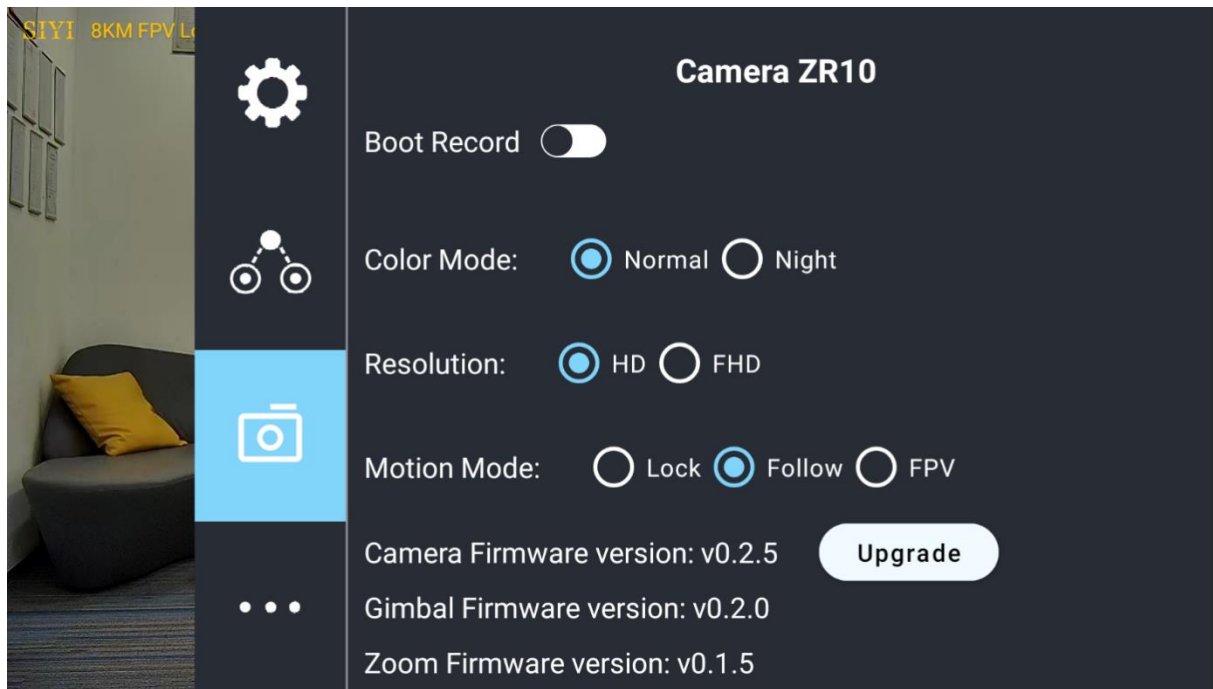 SIYI 8KM FPV L
Camera ZR10
Boot Record
Color Mode: Normal Night
Resolution: HD FHD
Motion Mode: Lock Follow FPV
Camera Firmware version: v0.2.5 Upgrade
Gimbal Firmware version: v0.2.0
Zoom Firmware version: v0.1.5